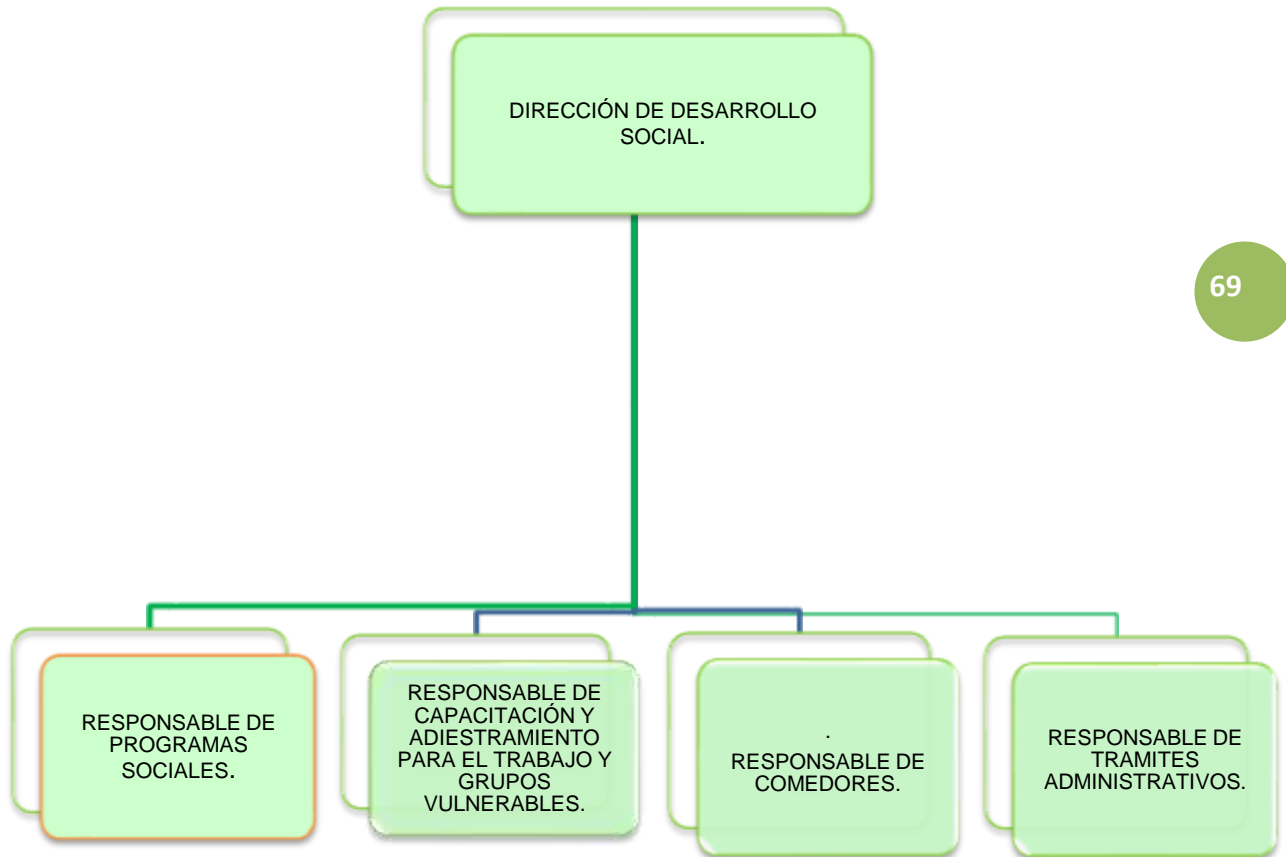 DIRECCIÓN DE DESARROLLO
SOCIAL.
69
RESPONSABLE DE
PROGRAMAS
SOCIALES.
RESPONSABLE DE
CAPACITACIÓN Y
ADIESTRAMIENTO
PARA EL TRABAJO Y
GRUPOS
VULNERABLES.
.
RESPONSABLE DE
COMEDORES.
RESPONSABLE DE
TRAMITES
ADMINISTRATIVOS.